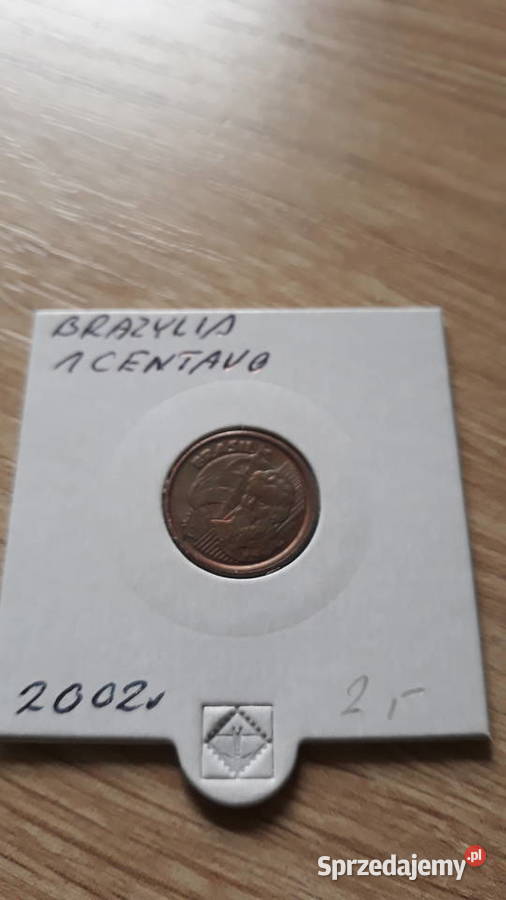 BRAZYLIA
1 CENTAVO
BRASIL
2002r
2,-
Sprzedajemy.pl